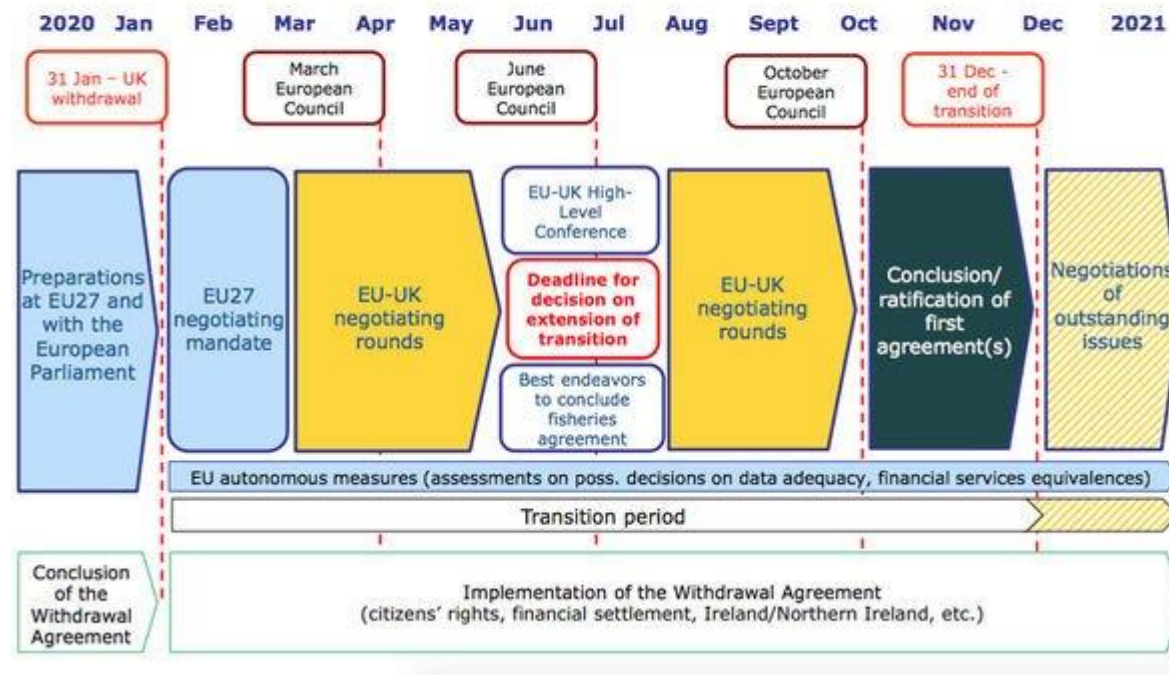 2020 Jan Feb Mar Apr May Jun Jul Aug Sept Oct Nov Dec 2021
31 Jan – UK
withdrawal
March
European
Council
June
European
Council
October
European
Council
31 Dec -
end of
transition
Preparations
at EU27 and
with the
European
Parliament
EU27
negotiating
mandate
EU-UK
negotiating
rounds
EU-UK High-
Level
Conference
Deadline for
decision on
extension of
transition
Best endeavors
to conclude
fisheries
agreement
EU-UK
negotiating
rounds
Conclusion/
ratification of
first
agreement(s)
Negotiations
of
outstanding
issues
EU autonomous measures (assessments on poss. decisions on data adequacy, financial services equivalences)
Transition period
Conclusion
of the
Withdrawal
Agreement
Implementation of the Withdrawal Agreement
(citizens’ rights, financial settlement, Ireland/Northern Ireland, etc.)